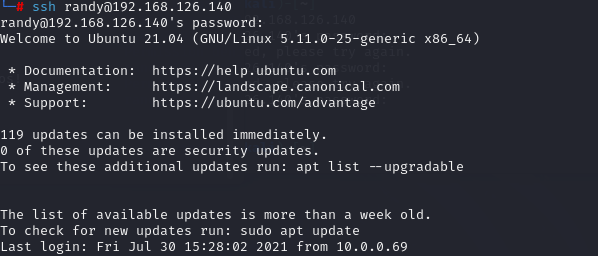 └─# ssh randy@192.168.126.140
randy@192.168.126.140's password:
Welcome to Ubuntu 21.04 (GNU/Linux 5.11.0-25-generic x86_64)
* Documentation: https://help.ubuntu.com
* Management: https://landscape.canonical.com
* Support: https://ubuntu.com/advantage
119 updates can be installed immediately.
0 of these updates are security updates.
To see these additional updates run: apt list --upgradable
The list of available updates is more than a week old.
To check for new updates run: sudo apt update
Last login: Fri Jul 30 15:28:02 2021 from 10.0.0.69